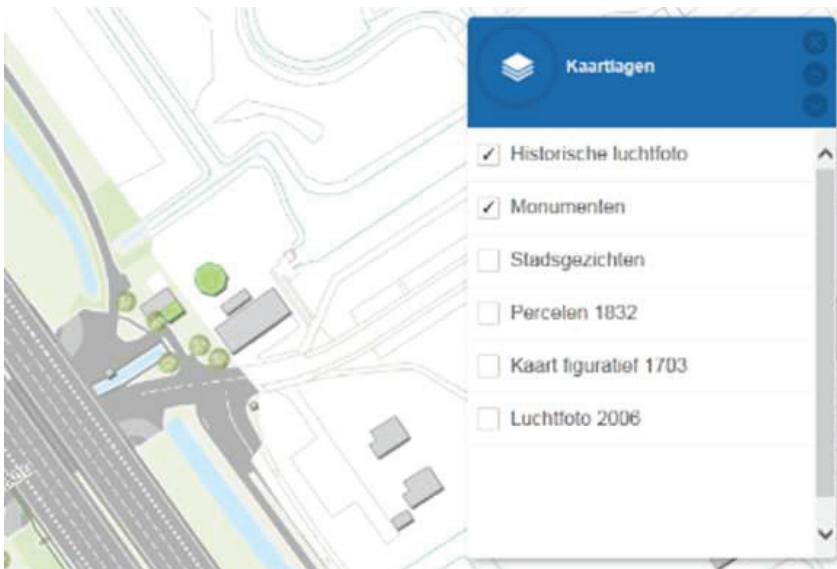 Kaartlagen
Historische luchtfoto
Monumenten
Stadsgezichten
Percelen 1832
Kaart figuratief 1703
Luchtfoto 2006